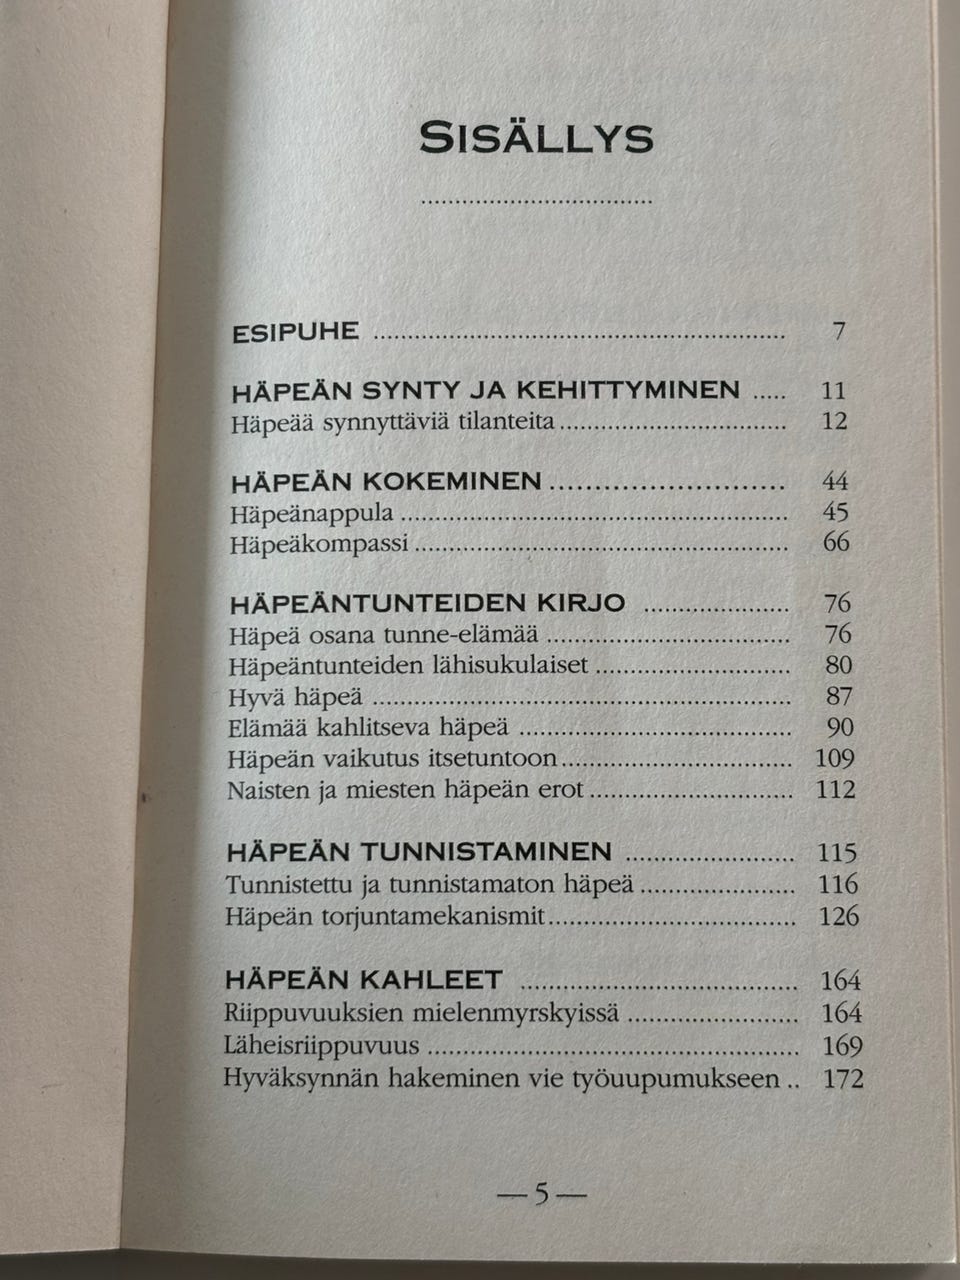 SISÄLLYS
ESIPUHE 7
HÄPEÄN SYNTY JA KEHITTYMINEN 11
Häpeää synnyttäviä tilanteita 12
HÄPEÄN KOKEMINEN 44
Häpeänappula 45
Häpeäkompassi 66
HÄPEÄNTUNTEIDEN KIRJO 76
Häpeä osana tunne-elämää 76
Häpeäntunteiden lähisukulaiset 80
Hyvä häpeä 87
Elämää kahlitseva häpeä 90
Häpeän vaikutus itsetuntoon 109
Naisten ja miesten häpeän erot 112
HÄPEÄN TUNNISTAMINEN 115
Tunnistettu ja tunnistamaton häpeä 116
Häpeän torjuntamekanismit 126
HÄPEÄN KAHLEET 164
Riippuvuuksien mielenmyrskyissä 164
Läheisriippuvuus 169
Hyväksynnän hakeminen vie työuupumukseen 172
— 5 —